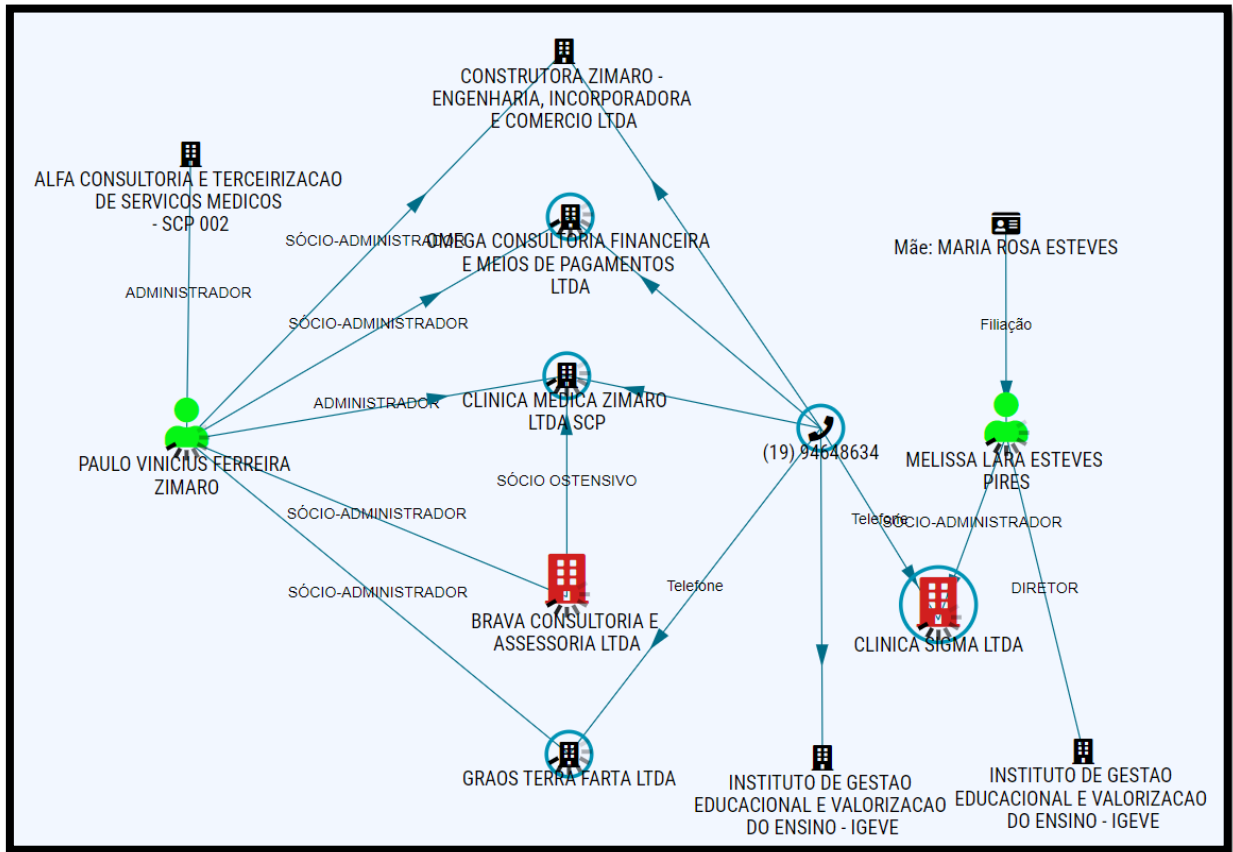 CONSTRUTORA ZIMARO -
ENGENHARIA, INCORPORADORA
E COMERCIO LTDA
ALFA CONSULTORIA E TERCEIRIZACAO
DE SERVICOS MEDICOS
- SCP 002
SÓCIO-ADMINISTRADOR
OMEGA CONSULTORIA FINANCEIRA
E MEIOS DE PAGAMENTOS
LTDA
Mãe: MARIA ROSA ESTEVES
ADMINISTRADOR
SÓCIO-ADMINISTRADOR
Filiação
ADMINISTRADOR
CLINICA MEDICA ZIMARO
LTDA SCP
(19) 94648634
PAULO VINICIUS FERREIRA
ZIMARO
MELISSA LARA ESTEVES
PIRES
SÓCIO OSTENSIVO
SÓCIO-ADMINISTRADOR
Telefone
SÓCIO-ADMINISTRADOR
SÓCIO-ADMINISTRADOR
Telefone
DIRETOR
BRAVA CONSULTORIA E
ASSESSORIA LTDA
CLINICA SIGMA LTDA
GRAOS TERRA FARTA LTDA
INSTITUTO DE GESTAO
EDUCACIONAL E VALORIZACAO
DO ENSINO - IGEVE
INSTITUTO DE GESTAO
EDUCACIONAL E VALORIZACAO
DO ENSINO - IGEVE